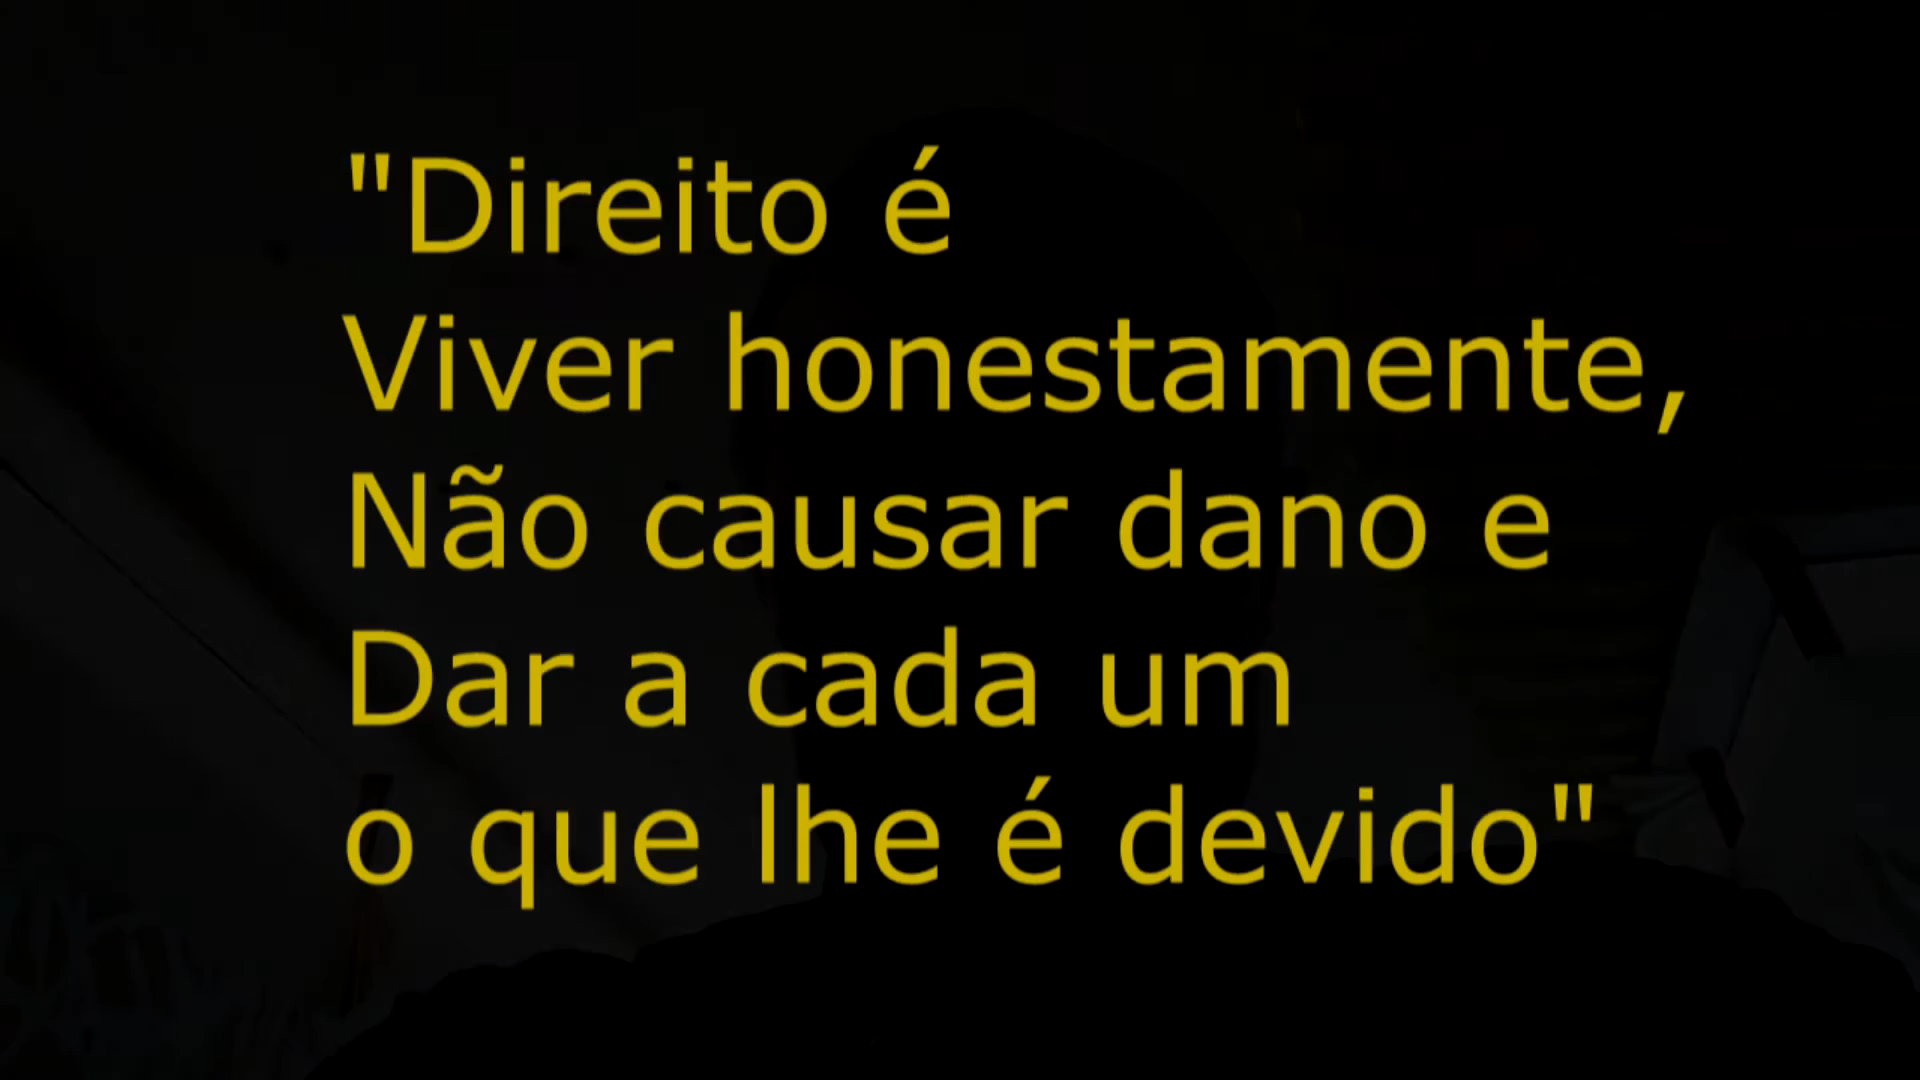 "Direito é
Viver honestamente,
Não causar dano e
Dar a cada um
o que lhe é devido"